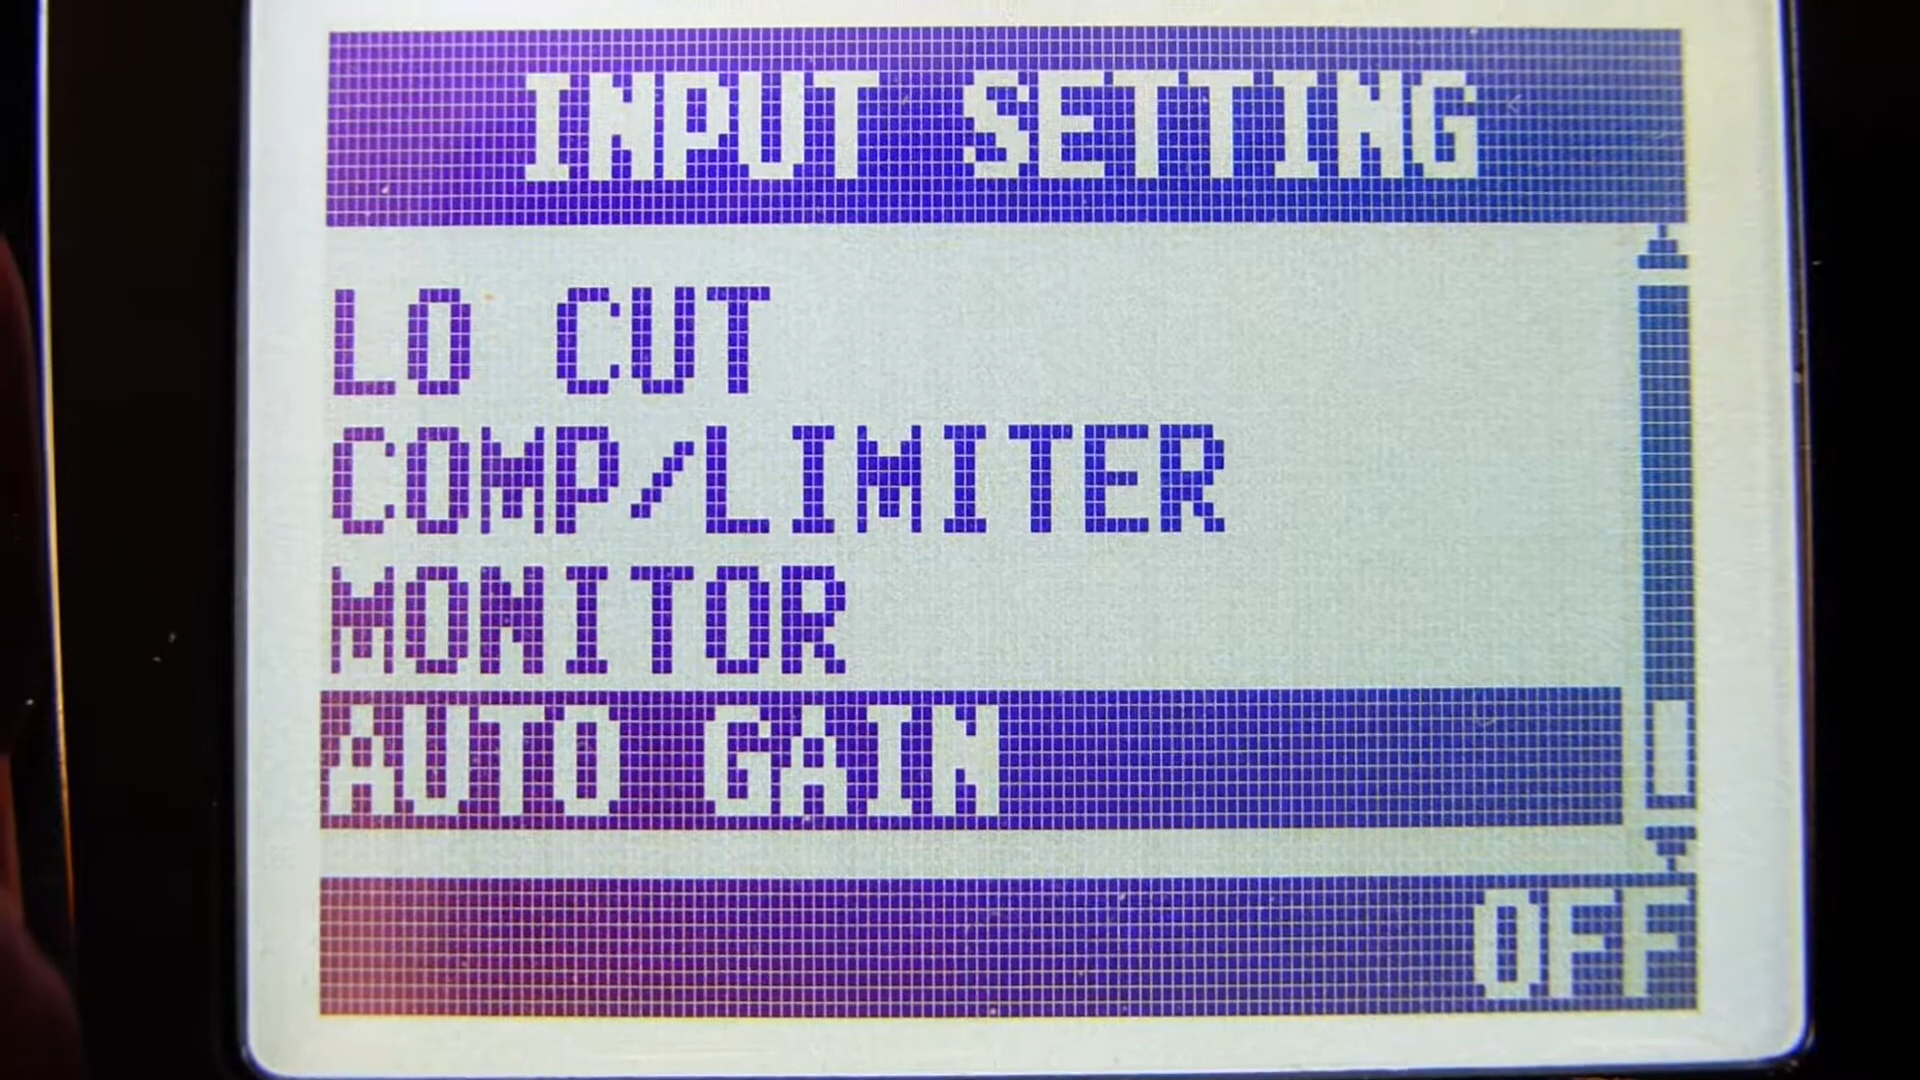 INPUT SETTING
LO CUT
COMP/LIMITER
MONITOR
AUTO GAIN
OFF